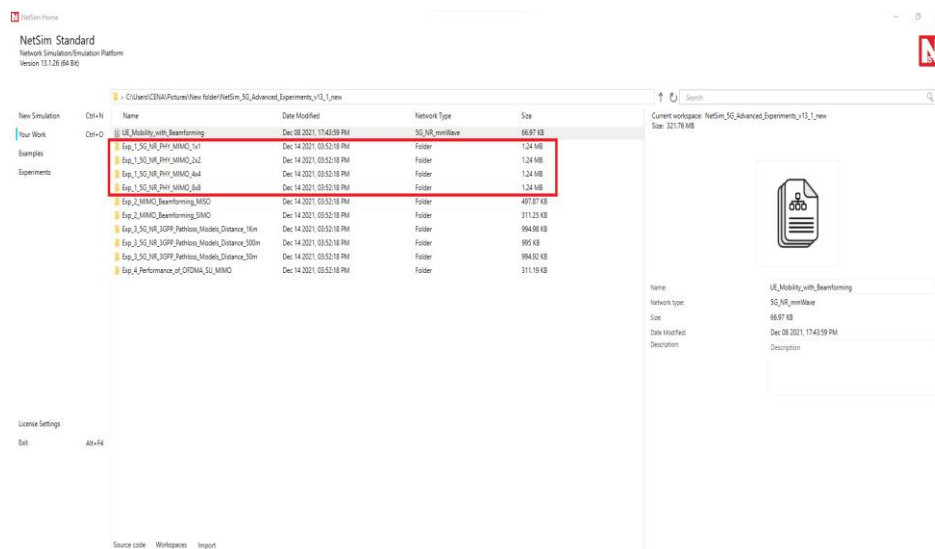 NetSim Home
NetSim Standard
Network Simulation/Emulation Platform
Version 13.1.26 (64 Bit)
> C:\Users\CENA\Pictures\New folder\NetSim_5G_Advanced_Experiments_v13_1_new
Search
New Simulation Ctrl+N
Your Work Ctrl+O
Examples
Experiments
Name Date Modified Network Type Size
UE_Mobility_with_Beamforming Dec 08 2021, 17:43:59 PM 5G_NR_mmWave 66.97 KB
Exp_1_5G_NR_PHY_MIMO_1x1 Dec 14 2021, 03:52:18 PM Folder 1.24 MB
Exp_1_5G_NR_PHY_MIMO_2x2 Dec 14 2021, 03:52:18 PM Folder 1.24 MB
Exp_1_5G_NR_PHY_MIMO_4x4 Dec 14 2021, 03:52:18 PM Folder 1.24 MB
Exp_1_5G_NR_PHY_MIMO_8x8 Dec 14 2021, 03:52:18 PM Folder 1.24 MB
Exp_2_MIMO_Beamforming_MISO Dec 14 2021, 03:52:18 PM Folder 497.87 KB
Exp_2_MIMO_Beamforming_SIMO Dec 14 2021, 03:52:18 PM Folder 311.25 KB
Exp_3_5G_NR_3GPP_Pathloss_Models_Distance_1Km Dec 14 2021, 03:52:18 PM Folder 994.98 KB
Exp_3_5G_NR_3GPP_Pathloss_Models_Distance_500m Dec 14 2021, 03:52:18 PM Folder 995 KB
Exp_3_5G_NR_3GPP_Pathloss_Models_Distance_50m Dec 14 2021, 03:52:18 PM Folder 994.92 KB
Exp_4_Performance_of_OFDMA_SU_MIMO Dec 14 2021, 03:52:18 PM Folder 311.19 KB
Current workspace: NetSim_5G_Advanced_Experiments_v13_1_new
Size: 321.76 MB
Name: UE_Mobility_with_Beamforming
Network type: 5G_NR_mmWave
Size: 66.97 KB
Date Modified: Dec 08 2021, 17:43:59 PM
Description: Description
License Settings
Exit Alt+F4
Source code Workspaces Import